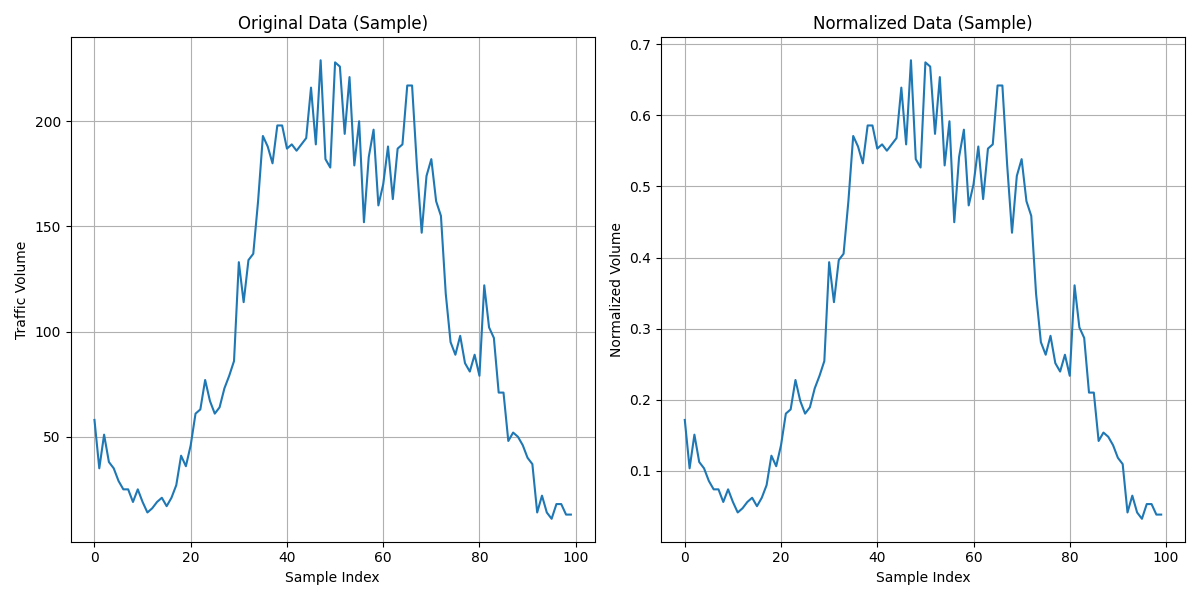 Original Data (Sample)
Traffic Volume
200
150
100
50
0 20 40 60 80 100
Sample Index
Normalized Data (Sample)
Normalized Volume
0.7
0.6
0.5
0.4
0.3
0.2
0.1
0 20 40 60 80 100
Sample Index